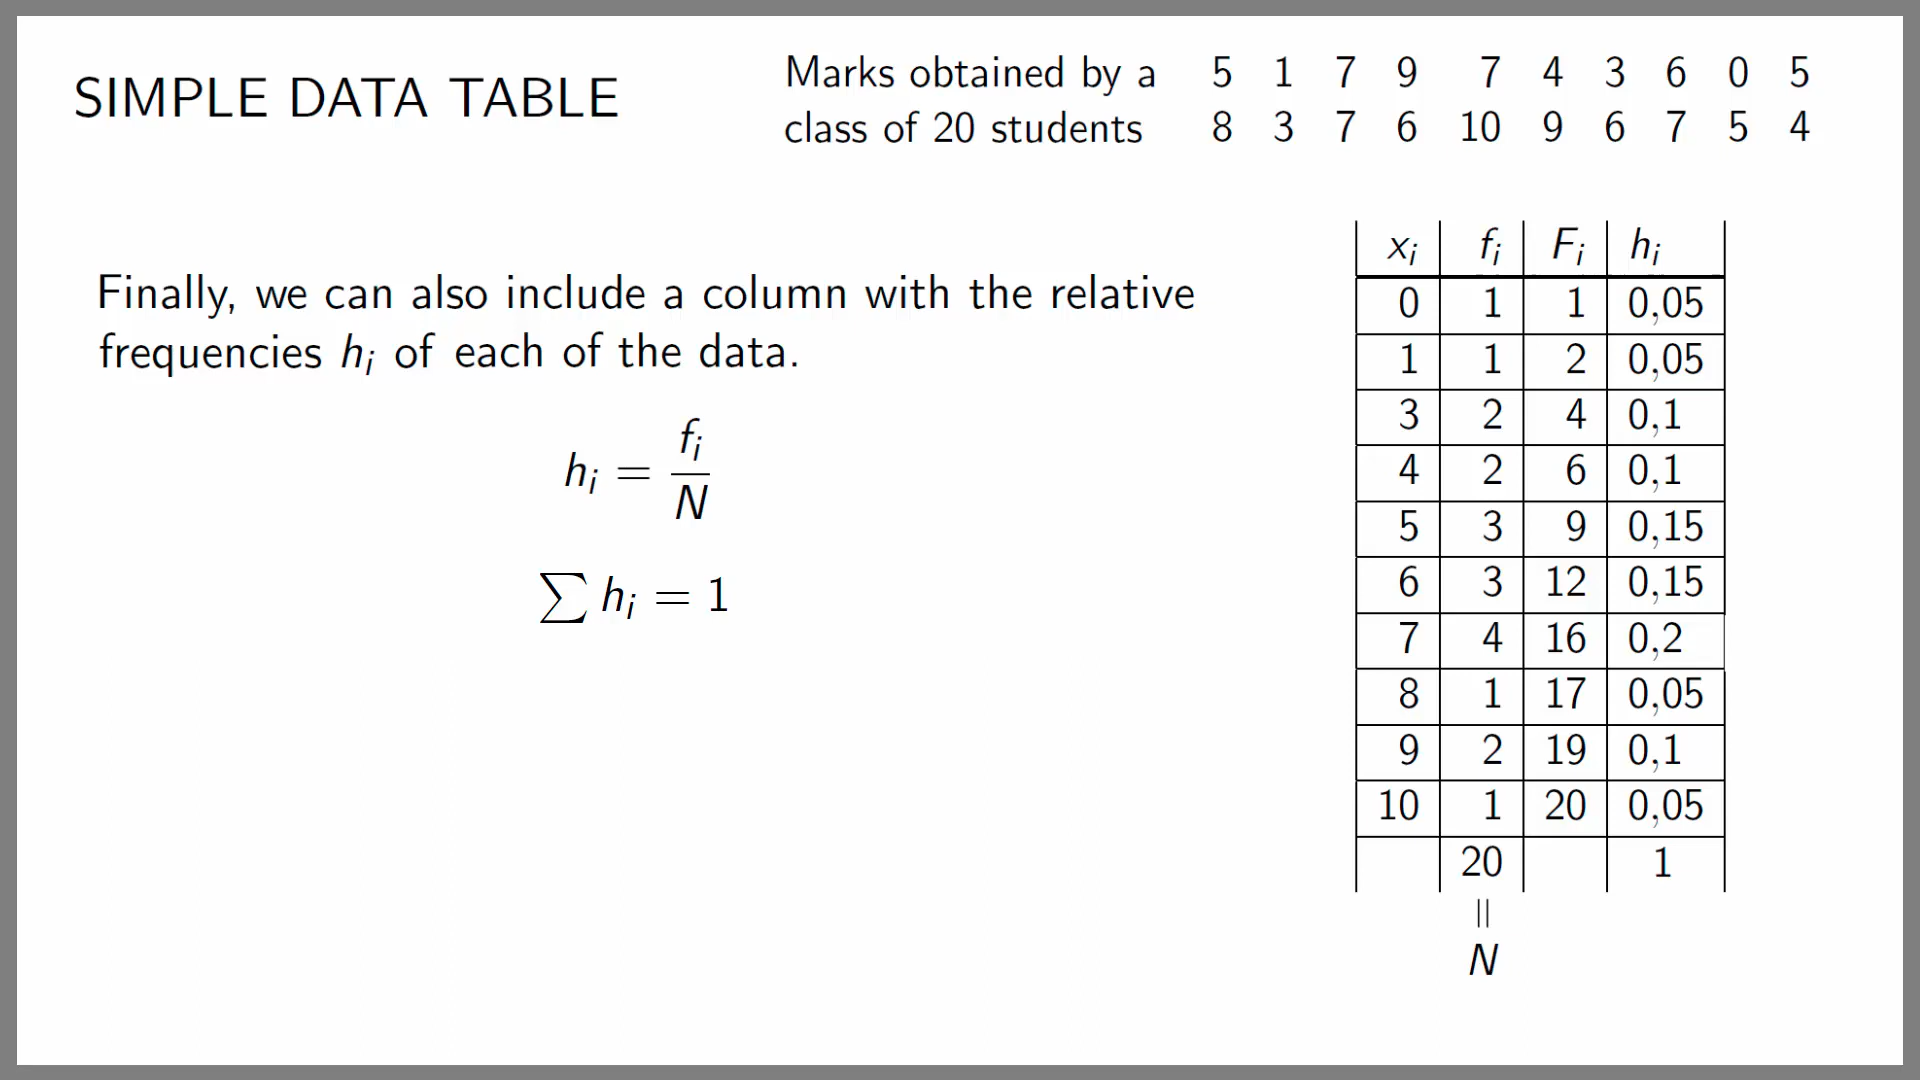 SIMPLE DATA TABLE
Marks obtained by a 5 1 7 9 7 4 3 6 0 5
class of 20 students 8 3 7 6 10 9 6 7 5 4
Finally, we can also include a column with the relative
frequencies hᵢ of each of the data.
hᵢ = fᵢ / N
∑ hᵢ = 1
xᵢ fᵢ Fᵢ hᵢ
0 1 1 0,05
1 1 2 0,05
3 2 4 0,1
4 2 6 0,1
5 3 9 0,15
6 3 12 0,15
7 4 16 0,2
8 1 17 0,05
9 2 19 0,1
10 1 20 0,05
20 1
=
N